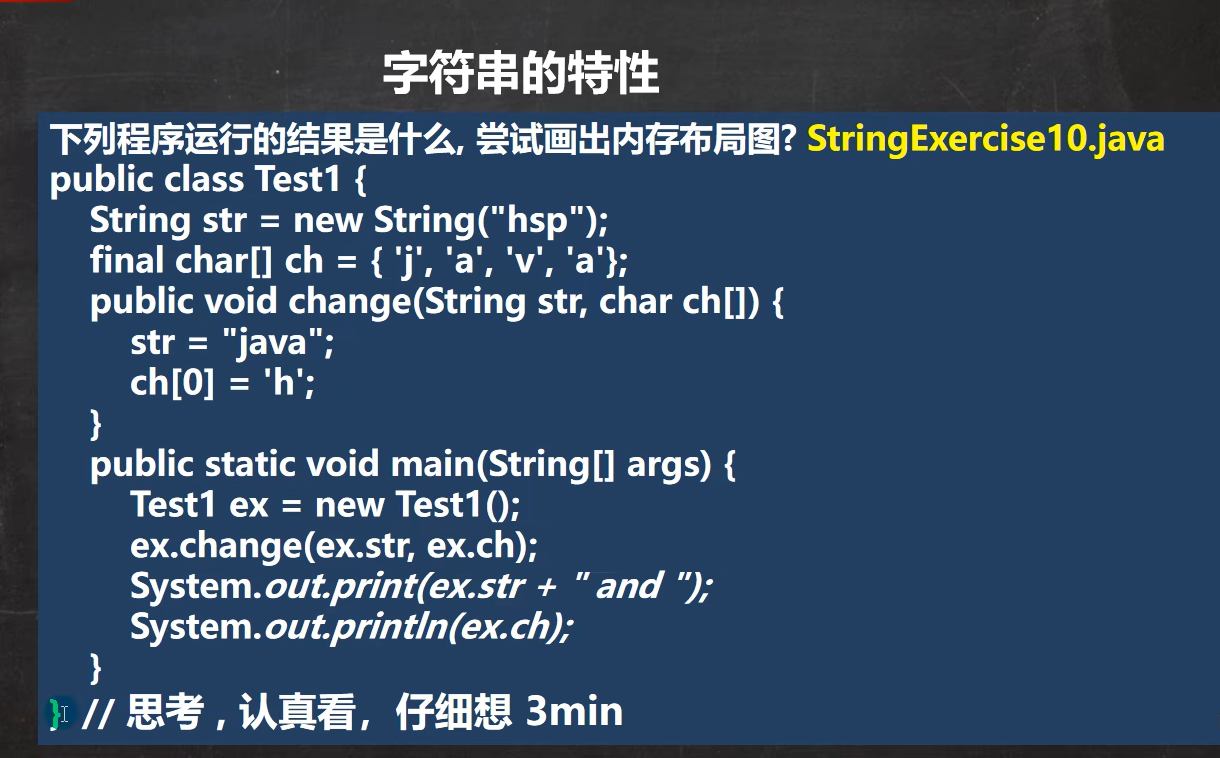 字符串的特性
下列程序运行的结果是什么, 尝试画出内存布局图? StringExercise10.java
public class Test1 {
String str = new String("hsp");
final char[] ch = { 'j', 'a', 'v', 'a'};
public void change(String str, char ch[]) {
str = "java";
ch[0] = 'h';
}
public static void main(String[] args) {
Test1 ex = new Test1();
ex.change(ex.str, ex.ch);
System.out.print(ex.str + " and ");
System.out.println(ex.ch);
}
} // 思考 , 认真看，仔细想 3min